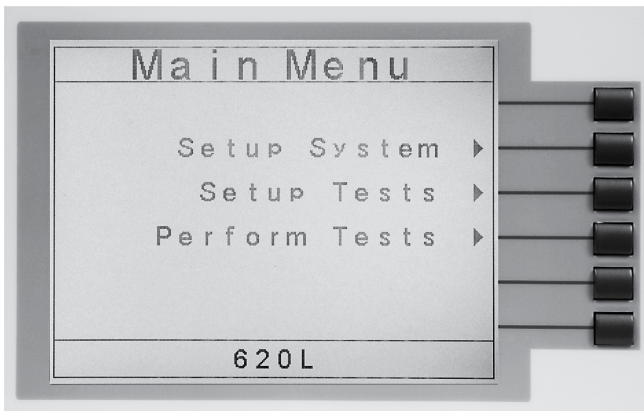 Main Menu
Setup System
Setup Tests
Perform Tests
620L